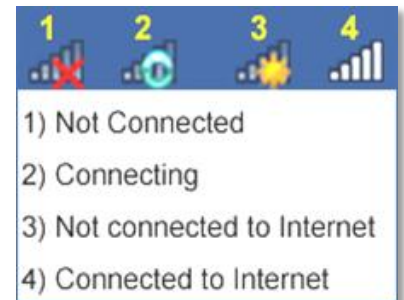 1 2 3 4
1) Not Connected
2) Connecting
3) Not connected to Internet
4) Connected to Internet